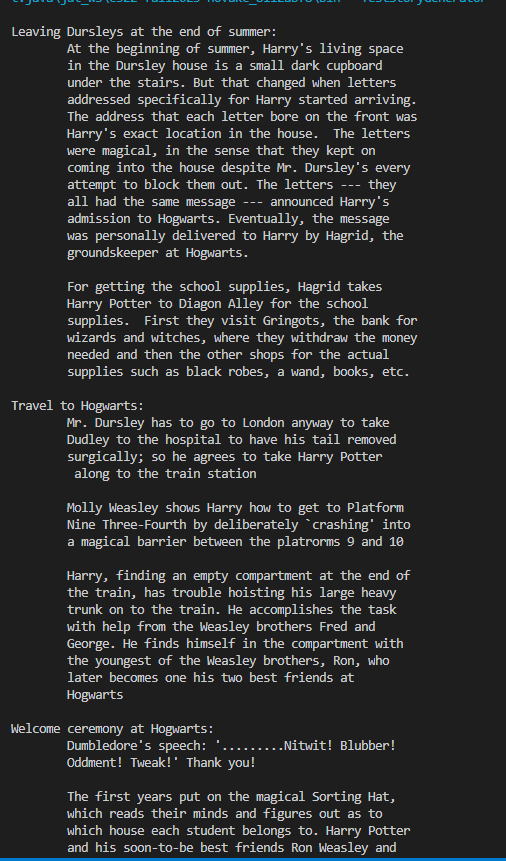 Leaving Dursleys at the end of summer:
At the beginning of summer, Harry's living space
in the Dursley house is a small dark cupboard
under the stairs. But that changed when letters
addressed specifically for Harry started arriving.
The address that each letter bore on the front was
Harry's exact location in the house.  The letters
were magical, in the sense that they kept on
coming into the house despite Mr. Dursley's every
attempt to block them out. The letters --- they
all had the same message --- announced Harry's
admission to Hogwarts. Eventually, the message
was personally delivered to Harry by Hagrid, the
groundskeeper at Hogwarts.

For getting the school supplies, Hagrid takes
Harry Potter to Diagon Alley for the school
supplies.  First they visit Gringots, the bank for
wizards and witches, where they withdraw the money
needed and then the other shops for the actual
supplies such as black robes, a wand, books, etc.

Travel to Hogwarts:
Mr. Dursley has to go to London anyway to take
Dudley to the hospital to have his tail removed
surgically; so he agrees to take Harry Potter
along to the train station

Molly Weasley shows Harry how to get to Platform
Nine Three-Fourth by deliberately `crashing' into
a magical barrier between the platrorms 9 and 10

Harry, finding an empty compartment at the end of
the train, has trouble hoisting his large heavy
trunk on to the train. He accomplishes the task
with help from the Weasley brothers Fred and
George. He finds himself in the compartment with
the youngest of the Weasley brothers, Ron, who
later becomes one his two best friends at
Hogwarts

Welcome ceremony at Hogwarts:
Dumbledore's speech: '.........Nitwit! Blubber!
Oddment! Tweak!' Thank you!

The first years put on the magical Sorting Hat,
which reads their minds and figures out as to
which house each student belongs to. Harry Potter
and his soon-to-be best friends Ron Weasley and